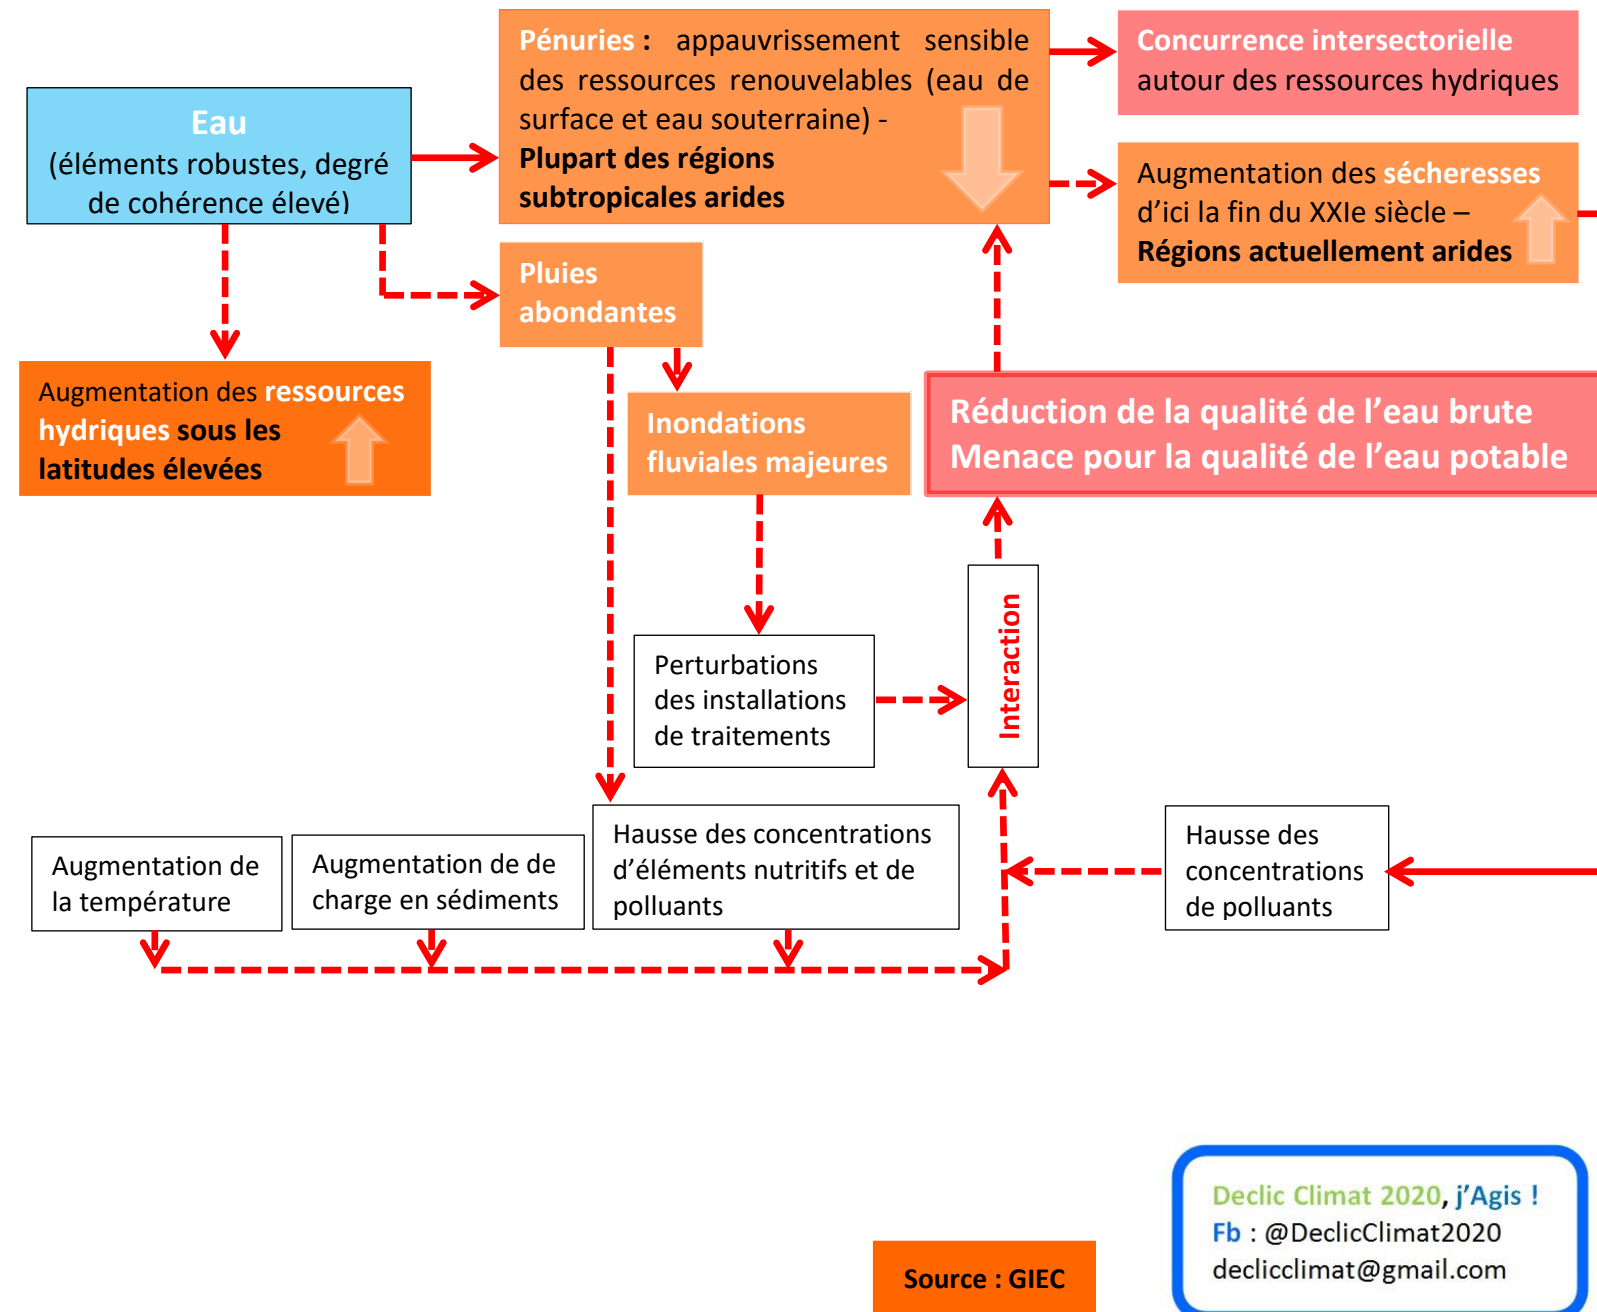 Pénuries : appauvrissement sensible
des ressources renouvelables (eau de
surface et eau souterraine) -
Plupart des régions
subtropicales arides
Concurrence intersectorielle
autour des ressources hydriques
Eau
(éléments robustes, degré
de cohérence élevé)
Augmentation des sécheresses
d'ici la fin du XXIe siècle –
Régions actuellement arides
Pluies
abondantes
Augmentation des ressources
hydriques sous les
latitudes élevées
Inondations
fluviales majeures
Réduction de la qualité de l'eau brute
Menace pour la qualité de l'eau potable
Interaction
Perturbations
des installations
de traitements
Augmentation de
la température
Augmentation de de
charge en sédiments
Hausse des concentrations
d'éléments nutritifs et de
polluants
Hausse des
concentrations
de polluants
Declic Climat 2020, j'Agis !
Fb : @DeclicClimat2020
declicclimat@gmail.com
Source : GIEC